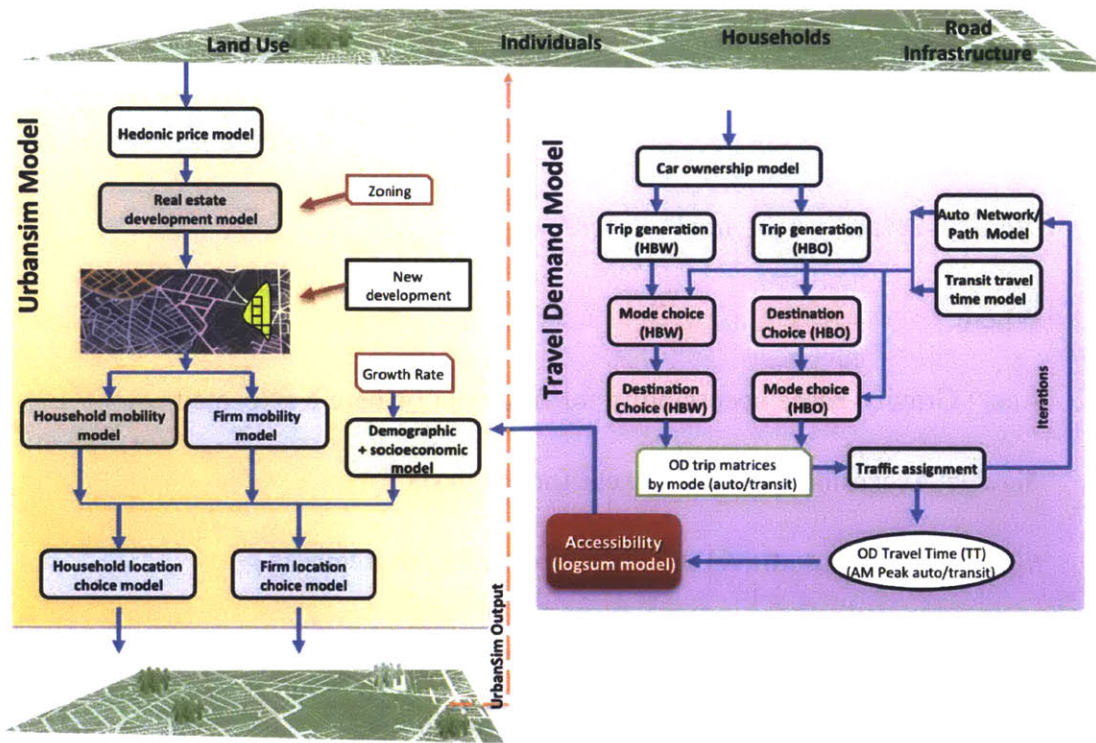 Land Use
Individuals
Households
Road
Infrastructure
Urbansim Model
Hedonic price model
Real estate
development model
Zoning
New
development
Growth Rate
Household mobility
model
Firm mobility
model
Demographic
+ socioeconomic
model
Household location
choice model
Firm location
choice model
UrbanSim Output
Travel Demand Model
Car ownership model
Trip generation
(HBW)
Trip generation
(HBO)
Auto Network/
Path Model
Transit travel
time model
Mode choice
(HBW)
Destination
Choice (HBO)
Destination
Choice (HBW)
Mode choice
(HBO)
Iterations
OD trip matrices
by mode (auto/transit)
Traffic assignment
Accessibility
(logsum model)
OD Travel Time (TT)
(AM Peak auto/transit)